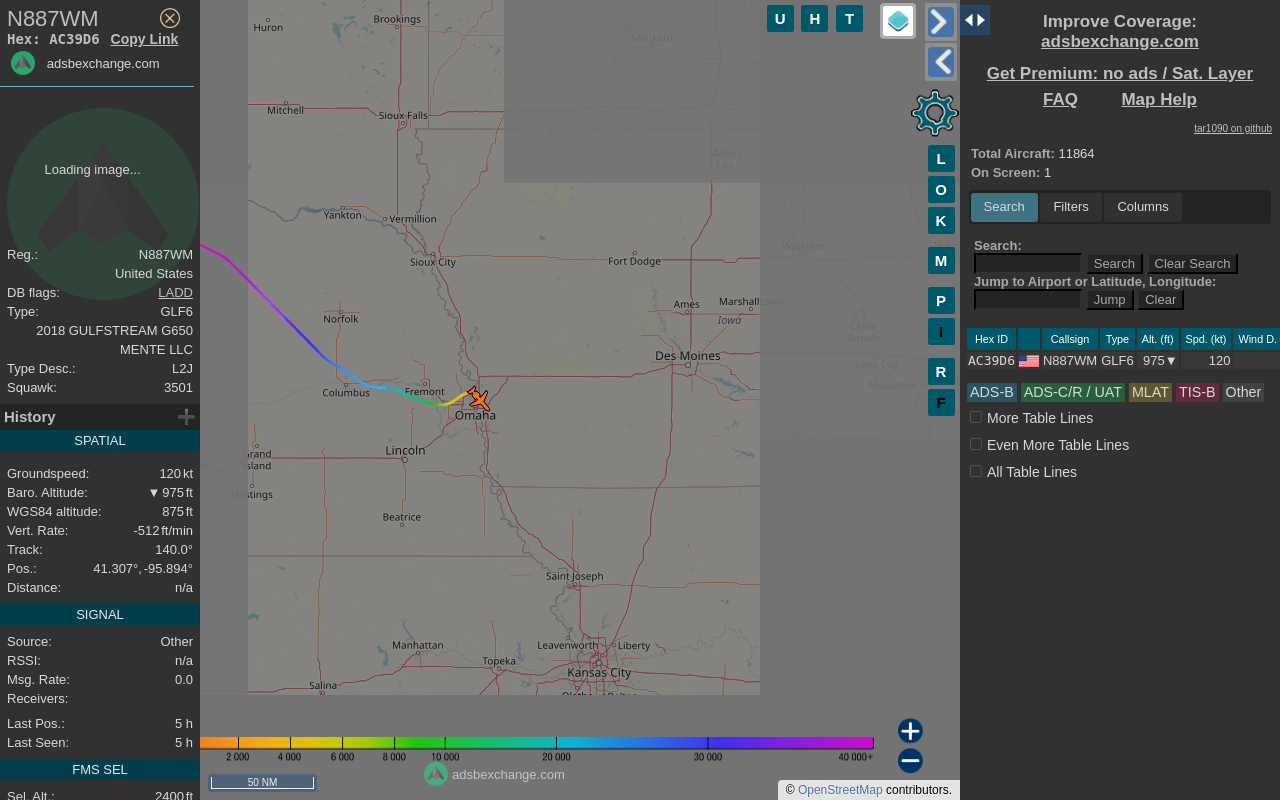 N887WM
Hex: AC39D6 Copy Link
adsbexchange.com
Loading image...
Reg.: N887WM
United States
DB flags: LADD
Type: GLF6
2018 GULFSTREAM G650
MENTE LLC
Type Desc.: L2J
Squawk: 3501
History
SPATIAL
Groundspeed: 120 kt
Baro. Altitude: ▼ 975 ft
WGS84 altitude: 875 ft
Vert. Rate: -512 ft/min
Track: 140.0°
Pos.: 41.307°, -95.894°
Distance: n/a
SIGNAL
Source: Other
RSSI: n/a
Msg. Rate: 0.0
Receivers:
Last Pos.: 5 h
Last Seen: 5 h
FMS SEL
Sel. Alt.: 2400 ft
Huron
Brookings
Mankato
Mitchell
Sioux Falls
Mason City
Yankton
Vermillion
Waterloo
Sioux City
Fort Dodge
Ames
Marshalltown
Iowa
Norfolk
Cedar Rapids
Des Moines
Columbus
Fremont
Omaha
Grand Island
Lincoln
Hastings
Beatrice
Saint Joseph
Manhattan
Leavenworth
Liberty
Topeka
Kansas City
Salina
U H T
L
O
K
M
P
I
R
F
2 000 4 000 6 000 8 000 10 000 20 000 30 000 40 000+
50 NM
adsbexchange.com
© OpenStreetMap contributors.
Improve Coverage:
adsbexchange.com
Get Premium: no ads / Sat. Layer
FAQ Map Help
tar1090 on github
Total Aircraft: 11864
On Screen: 1
Search Filters Columns
Search:
Search Clear Search
Jump to Airport or Latitude, Longitude:
Jump Clear
Hex ID Callsign Type Alt. (ft) Spd. (kt) Wind D.
AC39D6 N887WM GLF6 975▼ 120
ADS-B ADS-C/R / UAT MLAT TIS-B Other
More Table Lines
Even More Table Lines
All Table Lines